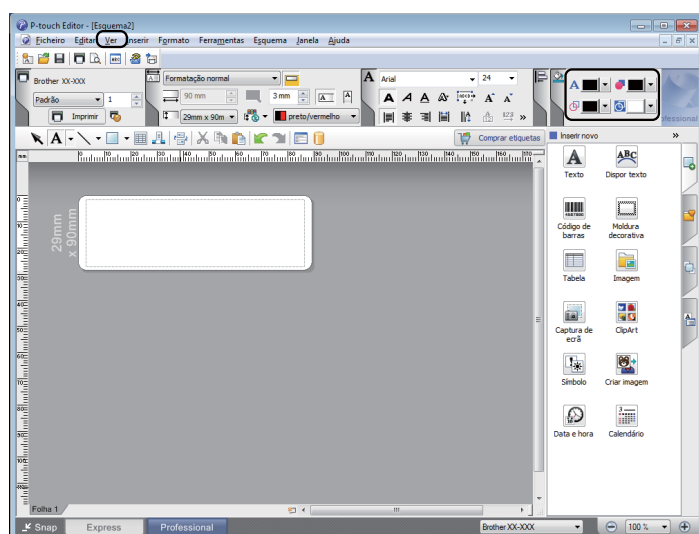 P-touch Editor - [Esquema2]
Ficheiro Editar Ver Inserir Formato Ferramentas Esquema Janela Ajuda
Brother XX-XXX
Padrão 1
Imprimir
Formatação normal
90 mm 3 mm
29mm x 90m preto/vermelho
Arial 24
Comprar etiquetas
Inserir novo
Texto
Dispor texto
Código de barras
Moldura decorativa
Tabela
Imagem
Captura de ecrã
ClipArt
Símbolo
Criar imagem
Data e hora
Calendário
29mm
x 90mm
Folha 1
Snap Express Professional
Brother XX-XXX
100 %